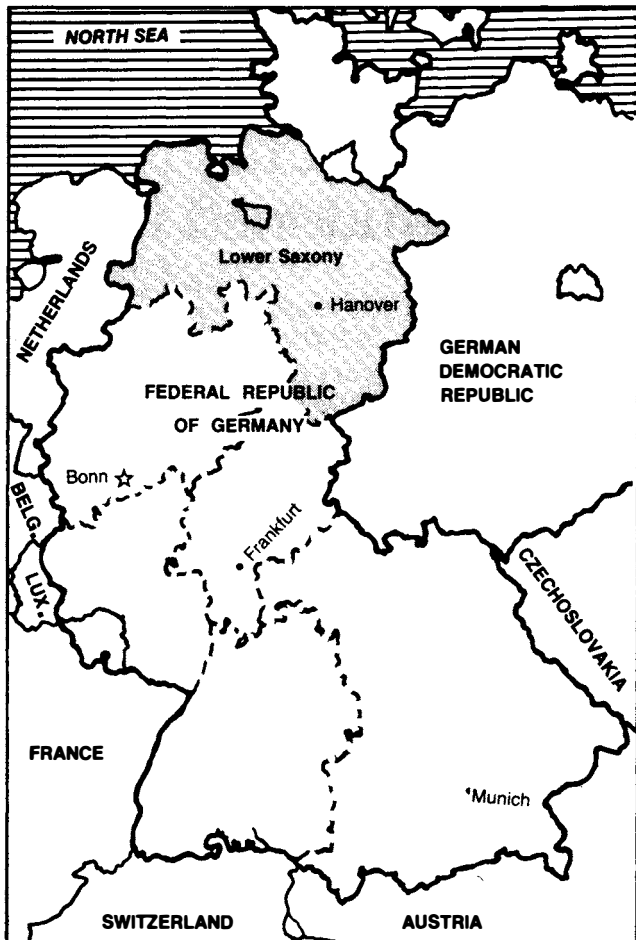 NORTH SEA
Lower Saxony
Hanover
NETHERLANDS
GERMAN
DEMOCRATIC
REPUBLIC
FEDERAL REPUBLIC
OF GERMANY
Bonn
BELG.
Frankfurt
LUX.
CZECHOSLOVAKIA
FRANCE
Munich
SWITZERLAND
AUSTRIA